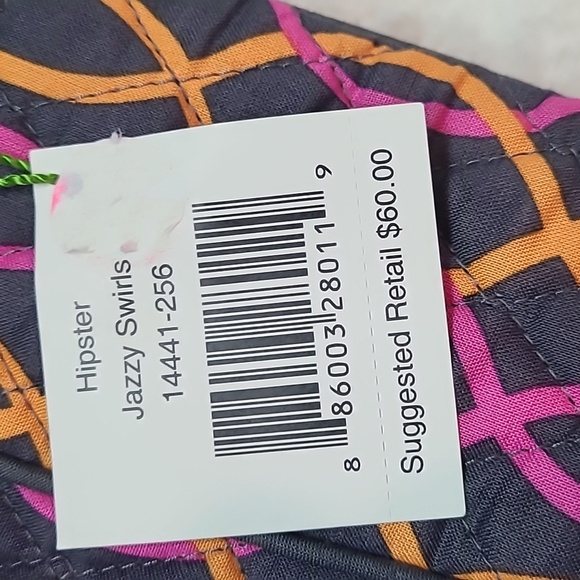 Hipster
Jazzy Swirls
14441-256
8 86003 28011 9
Suggested Retail $60.00